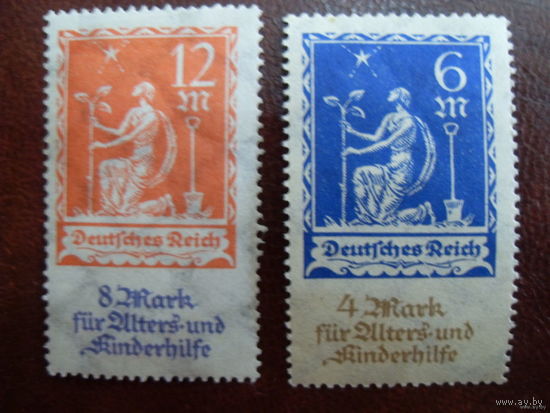 12
M
Deutsches Reich
8 Mark
für Alters- und
Kinderhilfe
6
M
Deutsches Reich
4 Mark
für Alters- und
Kinderhilfe
www.ay.by